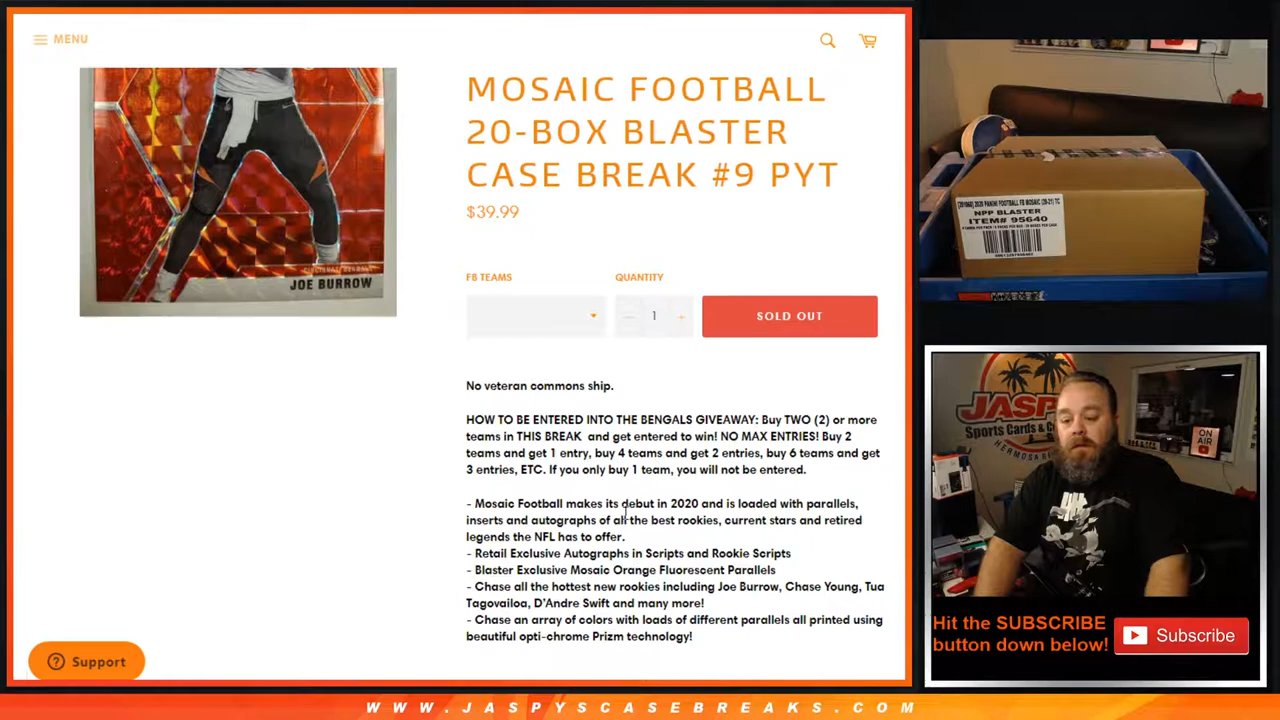 MENU
MOSAIC FOOTBALL
20-BOX BLASTER
CASE BREAK #9 PYT
$39.99
FB TEAMS
QUANTITY
1
SOLD OUT
JOE BURROW
No veteran commons ship.
HOW TO BE ENTERED INTO THE BENGALS GIVEAWAY: Buy TWO (2) or more
teams in THIS BREAK and get entered to win! NO MAX ENTRIES! Buy 2
teams and get 1 entry, buy 4 teams and get 2 entries, buy 6 teams and get
3 entries, ETC. If you only buy 1 team, you will not be entered.
- Mosaic Football makes its debut in 2020 and is loaded with parallels,
inserts and autographs of all the best rookies, current stars and retired
legends the NFL has to offer.
- Retail Exclusive Autographs in Scripts and Rookie Scripts
- Blaster Exclusive Mosaic Orange Fluorescent Parallels
- Chase all the hottest new rookies including Joe Burrow, Chase Young, Tua
Tagovailoa, D'Andre Swift and many more!
- Chase an array of colors with loads of different parallels all printed using
beautiful opti-chrome Prizm technology!
Support
NPP BLASTER
ITEM# 95640
JASPY
Sports Cards & C
HERMOSA
ON
AIR
Hit the SUBSCRIBE
button down below!
Subscribe
WWW.JASPYSCASEBREAKS.COM